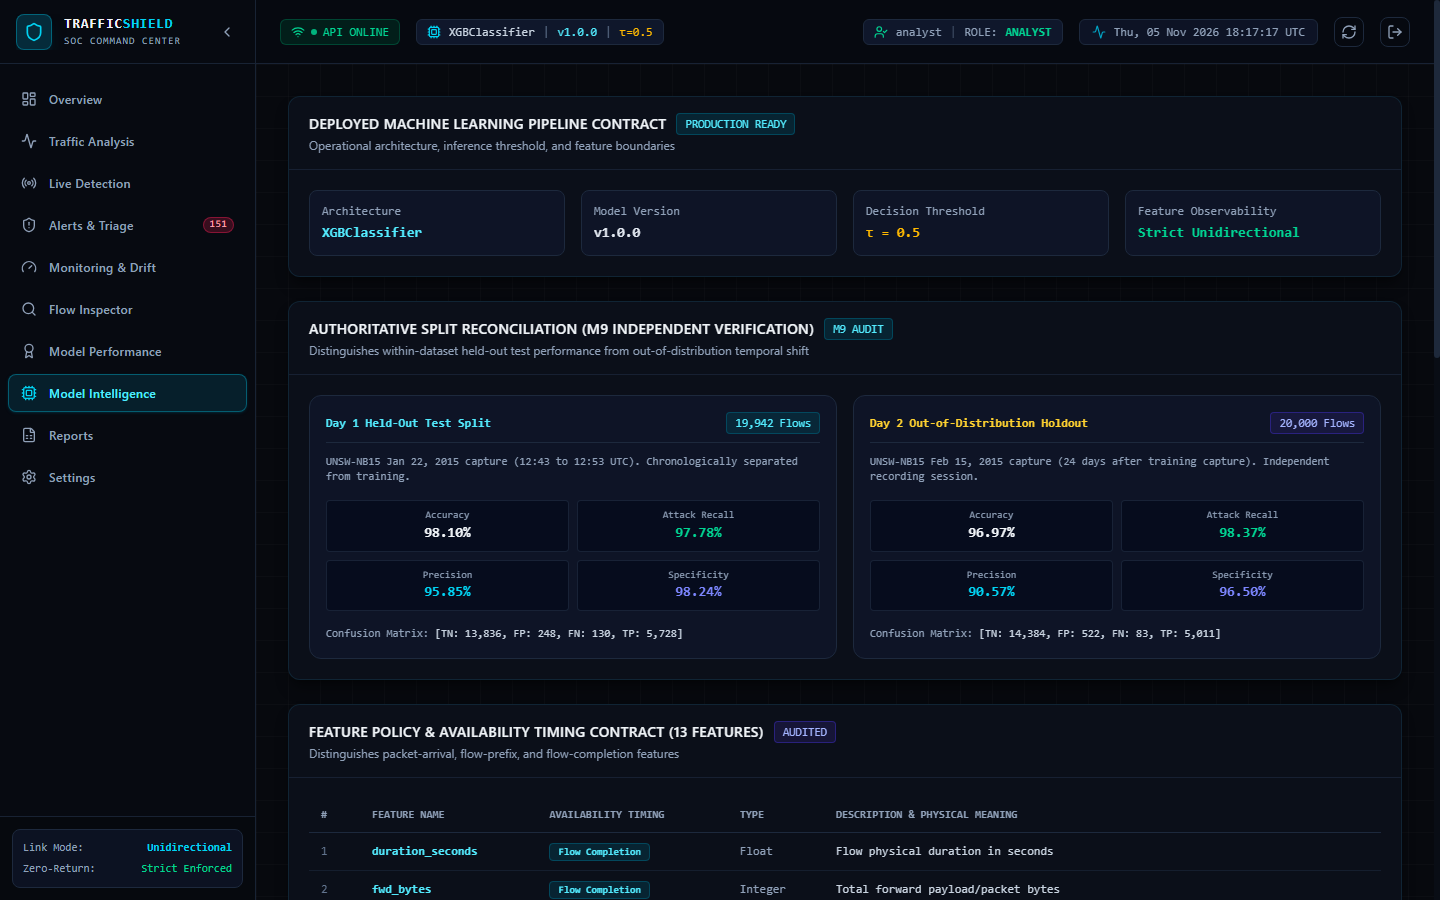 TRAFFICSHIELD
SOC COMMAND CENTER
API ONLINE
XGBClassifier | v1.0.0 | τ=0.5
analyst | ROLE: ANALYST
Thu, 05 Nov 2026 18:17:17 UTC
Overview
Traffic Analysis
Live Detection
Alerts & Triage 151
Monitoring & Drift
Flow Inspector
Model Performance
Model Intelligence
Reports
Settings
Link Mode: Unidirectional
Zero-Return: Strict Enforced
DEPLOYED MACHINE LEARNING PIPELINE CONTRACT PRODUCTION READY
Operational architecture, inference threshold, and feature boundaries
Architecture
XGBClassifier
Model Version
v1.0.0
Decision Threshold
τ = 0.5
Feature Observability
Strict Unidirectional
AUTHORITATIVE SPLIT RECONCILIATION (M9 INDEPENDENT VERIFICATION) M9 AUDIT
Distinguishes within-dataset held-out test performance from out-of-distribution temporal shift
Day 1 Held-Out Test Split 19,942 Flows
UNSW-NB15 Jan 22, 2015 capture (12:43 to 12:53 UTC). Chronologically separated
from training.
Accuracy
98.10%
Attack Recall
97.78%
Precision
95.85%
Specificity
98.24%
Confusion Matrix: [TN: 13,836, FP: 248, FN: 130, TP: 5,728]
Day 2 Out-of-Distribution Holdout 20,000 Flows
UNSW-NB15 Feb 15, 2015 capture (24 days after training capture). Independent
recording session.
Accuracy
96.97%
Attack Recall
98.37%
Precision
90.57%
Specificity
96.50%
Confusion Matrix: [TN: 14,384, FP: 522, FN: 83, TP: 5,011]
FEATURE POLICY & AVAILABILITY TIMING CONTRACT (13 FEATURES) AUDITED
Distinguishes packet-arrival, flow-prefix, and flow-completion features
# FEATURE NAME AVAILABILITY TIMING TYPE DESCRIPTION & PHYSICAL MEANING
1 duration_seconds Flow Completion Float Flow physical duration in seconds
2 fwd_bytes Flow Completion Integer Total forward payload/packet bytes